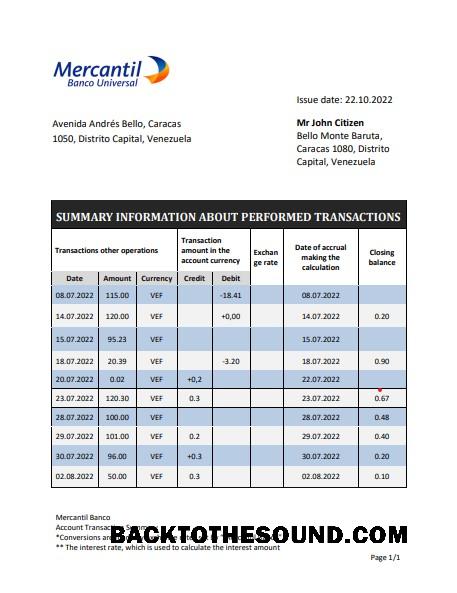 Mercantil
Banco Universal
Issue date: 22.10.2022
Avenida Andrés Bello, Caracas
1050, Distrito Capital, Venezuela
Mr John Citizen
Bello Monte Baruta,
Caracas 1080, Distrito
Capital, Venezuela
SUMMARY INFORMATION ABOUT PERFORMED TRANSACTIONS
Transactions other operations
Transaction
amount in the
account currency
Exchan
ge rate
Date of accrual
making the
calculation
Closing
balance
Date Amount Currency Credit Debit
08.07.2022 115.00 VEF -18.41 08.07.2022
14.07.2022 120.00 VEF +0,00 14.07.2022 0.20
15.07.2022 95.23 VEF 15.07.2022
18.07.2022 20.39 VEF -3.20 18.07.2022 0.90
20.07.2022 0.02 VEF +0,2 22.07.2022
23.07.2022 120.30 VEF 0.3 23.07.2022 0.67
28.07.2022 100.00 VEF 28.07.2022 0.48
29.07.2022 101.00 VEF 0.2 29.07.2022 0.40
30.07.2022 96.00 VEF +0.3 30.07.2022 0.20
02.08.2022 50.00 VEF 0.3 02.08.2022 0.10
Mercantil Banco
Account Transaction
*Conversions are
BACKTOTHESOUND.COM
** The interest rate, which is used to calculate the interest amount
Page 1/1